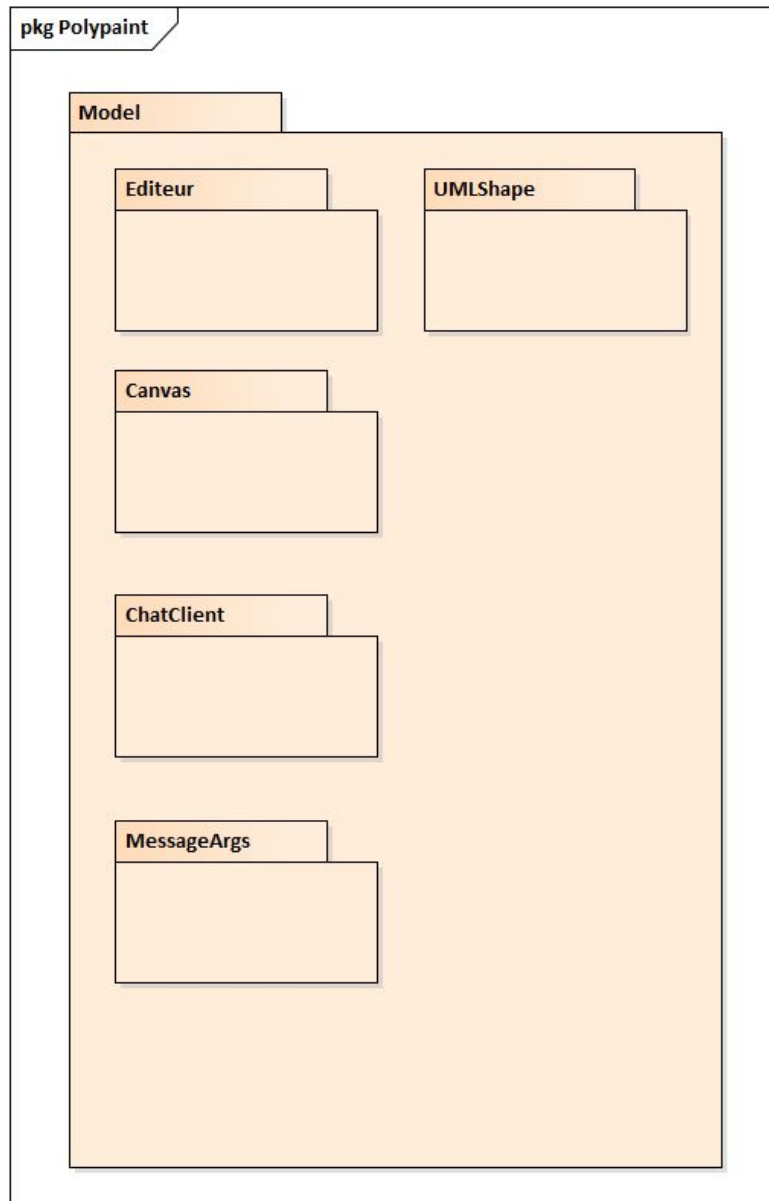 pkg Polypaint
Model
Editeur
UMLShape
Canvas
ChatClient
MessageArgs